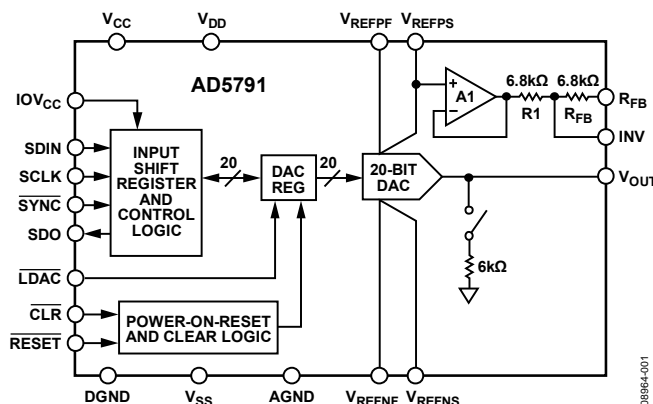 VCC
VDD
VREFPF
VREFPS
AD5791
IOVCC
SDIN
SCLK
SYNC
SDO
LDAC
CLR
RESET
INPUT
SHIFT
REGISTER
AND
CONTROL
LOGIC
20
DAC
REG
20
20-BIT
DAC
A1
+
–
6.8kΩ
R1
6.8kΩ
RFB
RFB
INV
VOUT
6kΩ
POWER-ON-RESET
AND CLEAR LOGIC
DGND
VSS
AGND
VREFNF
VREFNS
08964-001